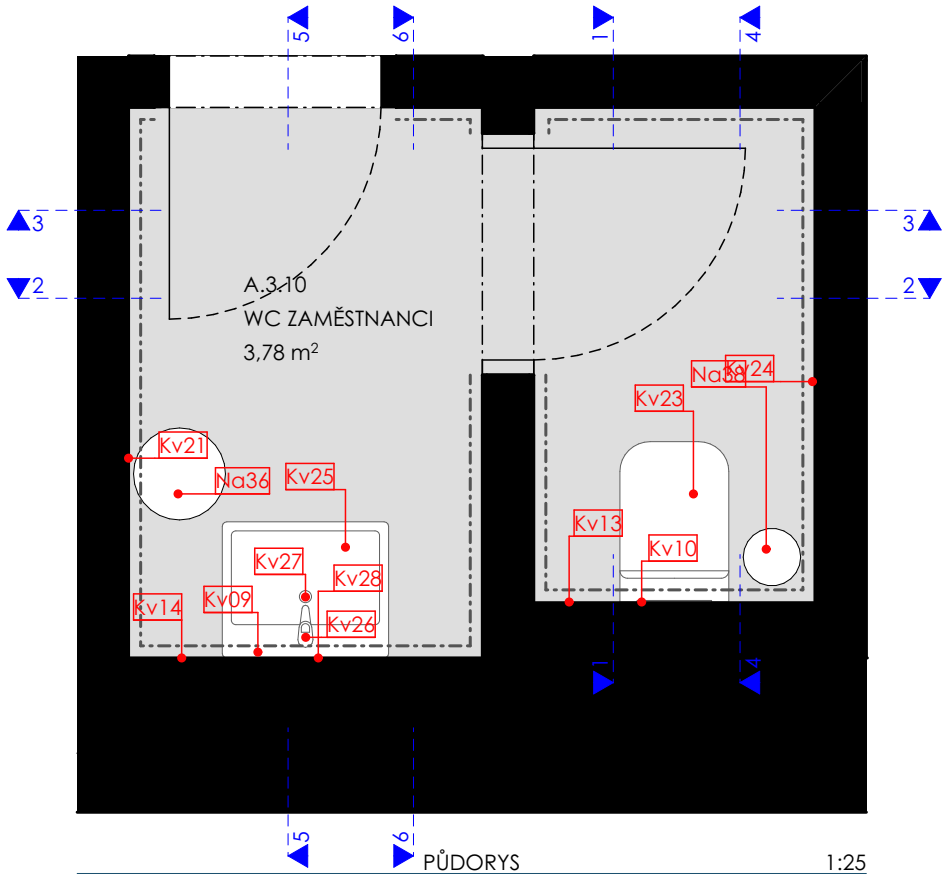 5
6
1
4
3
3
2
2
A.3.10
WC ZAMĚSTNANCI
3,78 m²
Na38
Kv24
Kv23
Kv21
Na36
Kv25
Kv13
Kv10
Kv27
Kv28
Kv14
Kv09
Kv26
1
4
5
6
PŮDORYS 1:25